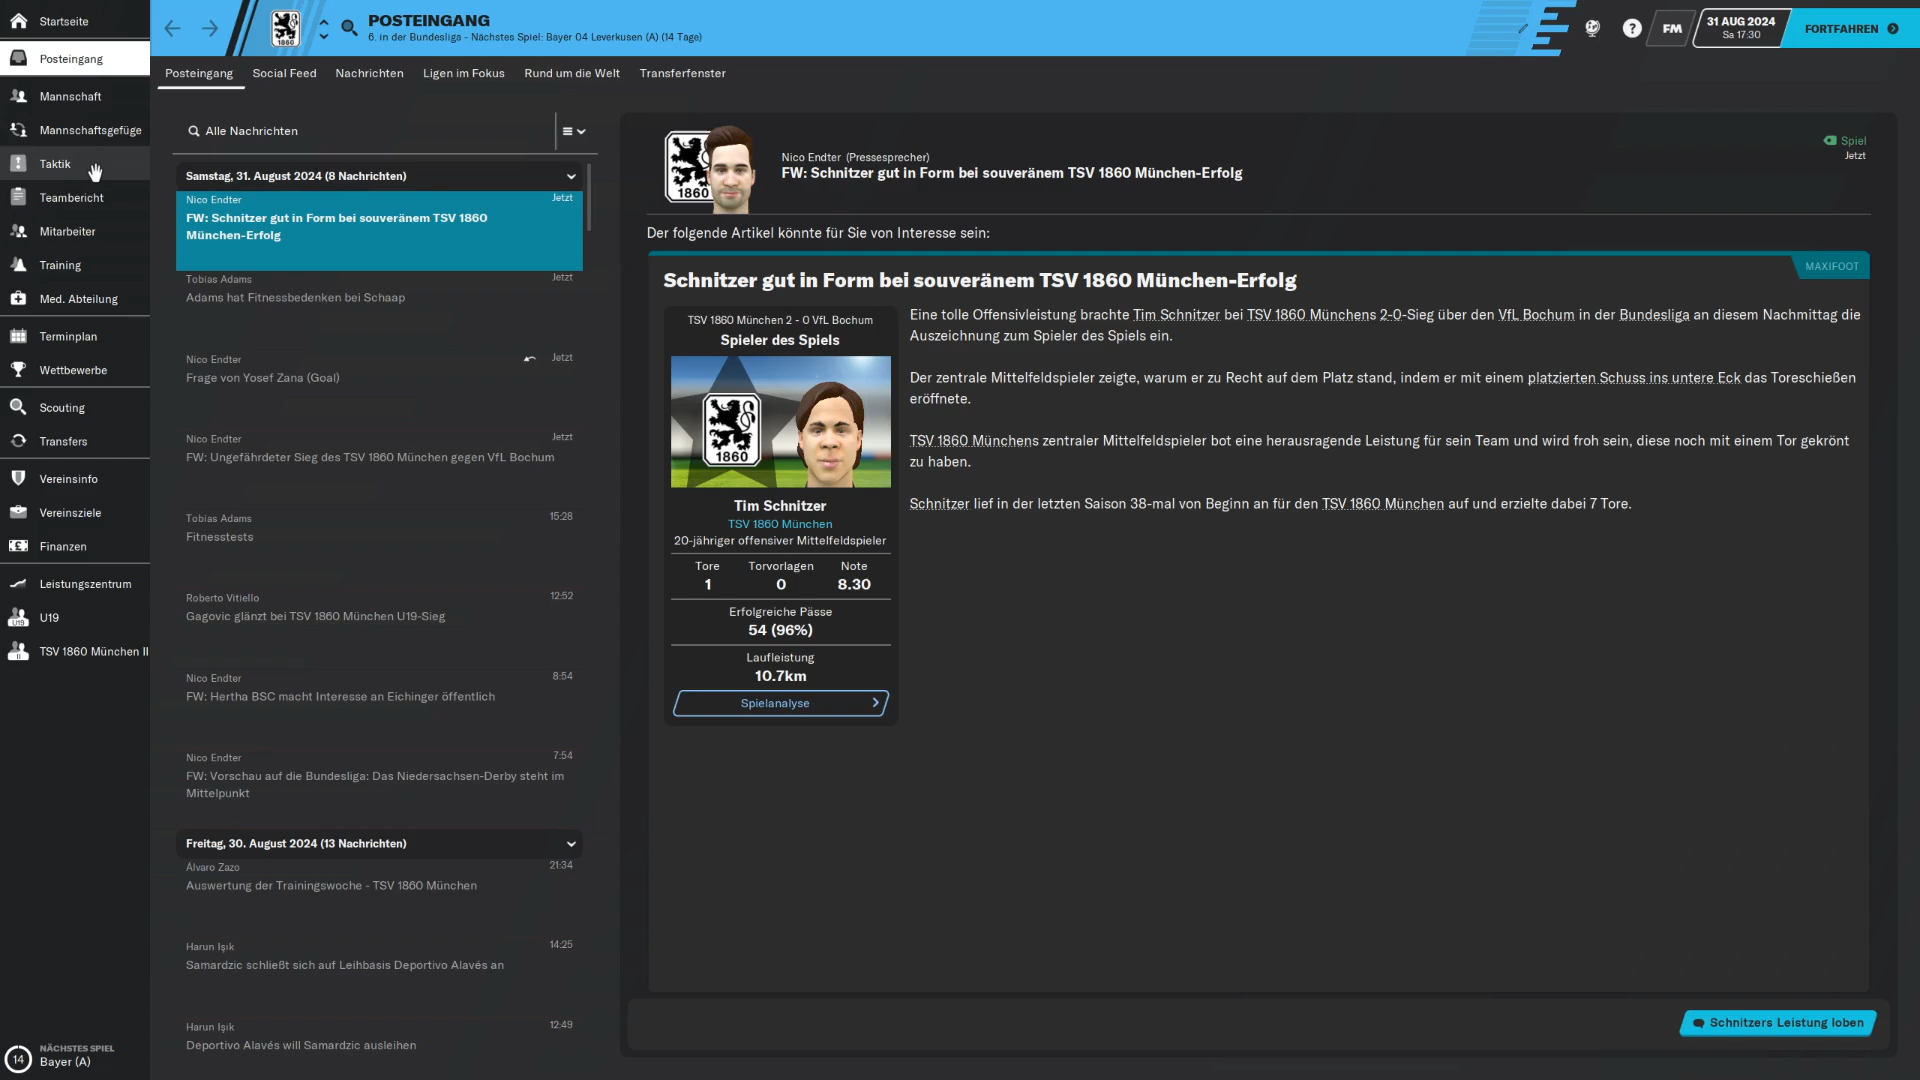 Startseite
POSTEINGANG
6. in der Bundesliga - Nächstes Spiel: Bayer 04 Leverkusen (A) (14 Tage)
1860
?
FM
31 AUG 2024
Sa 17:30
FORTFAHREN
Posteingang
Mannschaft
Mannschaftsgefüge
Taktik
Teambericht
Mitarbeiter
Training
Med. Abteilung
Terminplan
Wettbewerbe
Scouting
Transfers
Vereinsinfo
Vereinsziele
Finanzen
Leistungszentrum
U19
TSV 1860 München II
14
NÄCHSTES SPIEL
Bayer (A)
Posteingang Social Feed Nachrichten Ligen im Fokus Rund um die Welt Transferfenster
Alle Nachrichten
Samstag, 31. August 2024 (8 Nachrichten)
Nico Endter Jetzt
FW: Schnitzer gut in Form bei souveränem TSV 1860
München-Erfolg
Tobias Adams Jetzt
Adams hat Fitnessbedenken bei Schaap
Nico Endter Jetzt
Frage von Yosef Zana (Goal)
Nico Endter Jetzt
FW: Ungefährdeter Sieg des TSV 1860 München gegen VfL Bochum
Tobias Adams 15:28
Fitnesstests
Roberto Vitiello 12:52
Gagovic glänzt bei TSV 1860 München U19-Sieg
Nico Endter 8:54
FW: Hertha BSC macht Interesse an Eichinger öffentlich
Nico Endter 7:54
FW: Vorschau auf die Bundesliga: Das Niedersachsen-Derby steht im
Mittelpunkt
Freitag, 30. August 2024 (13 Nachrichten)
Álvaro Zazo 21:34
Auswertung der Trainingswoche - TSV 1860 München
Harun Işık 14:25
Samardzic schließt sich auf Leihbasis Deportivo Alavés an
Harun Işık 12:49
Deportivo Alavés will Samardzic ausleihen
1860
Nico Endter (Pressesprecher)
FW: Schnitzer gut in Form bei souveränem TSV 1860 München-Erfolg
Spiel
Jetzt
Der folgende Artikel könnte für Sie von Interesse sein:
MAXIFOOT
Schnitzer gut in Form bei souveränem TSV 1860 München-Erfolg
TSV 1860 München 2 - 0 VfL Bochum
Spieler des Spiels
1860
Tim Schnitzer
TSV 1860 München
20-jähriger offensiver Mittelfeldspieler
Tore Torvorlagen Note
1 0 8.30
Erfolgreiche Pässe
54 (96%)
Laufleistung
10.7km
Spielanalyse
Eine tolle Offensivleistung brachte Tim Schnitzer bei TSV 1860 Münchens 2-0-Sieg über den VfL Bochum in der Bundesliga an diesem Nachmittag die
Auszeichnung zum Spieler des Spiels ein.
Der zentrale Mittelfeldspieler zeigte, warum er zu Recht auf dem Platz stand, indem er mit einem platzierten Schuss ins untere Eck das Toreschießen
eröffnete.
TSV 1860 Münchens zentraler Mittelfeldspieler bot eine herausragende Leistung für sein Team und wird froh sein, diese noch mit einem Tor gekrönt
zu haben.
Schnitzer lief in der letzten Saison 38-mal von Beginn an für den TSV 1860 München auf und erzielte dabei 7 Tore.
Schnitzers Leistung loben